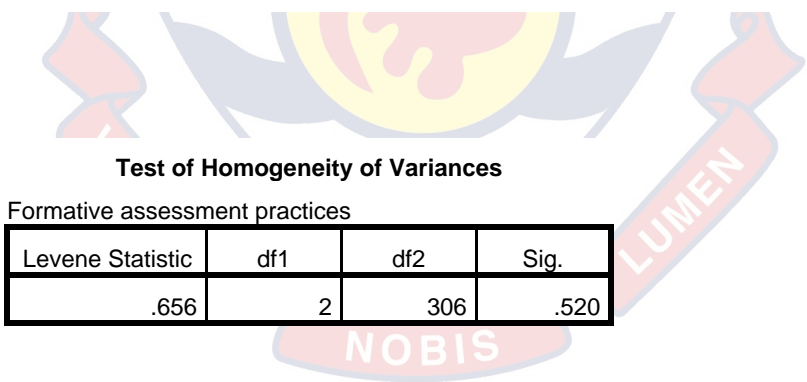 Test of Homogeneity of Variances
Formative assessment practices
Levene Statistic df1 df2 Sig.
.656 2 306 .520
LUMEN
NOBIS